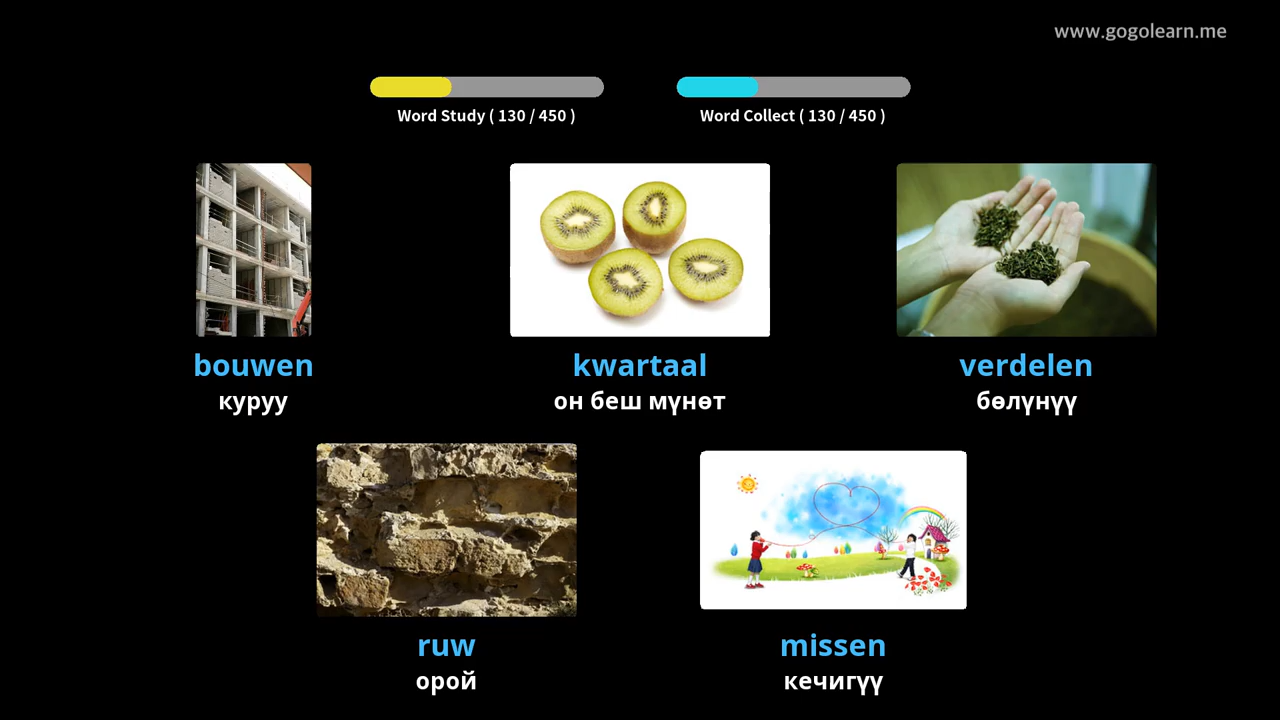 www.gogolearn.me
Word Study ( 130 / 450 )
Word Collect ( 130 / 450 )
bouwen
куруу
kwartaal
он беш мүнөт
verdelen
бөлүнүү
ruw
орой
missen
кечигүү